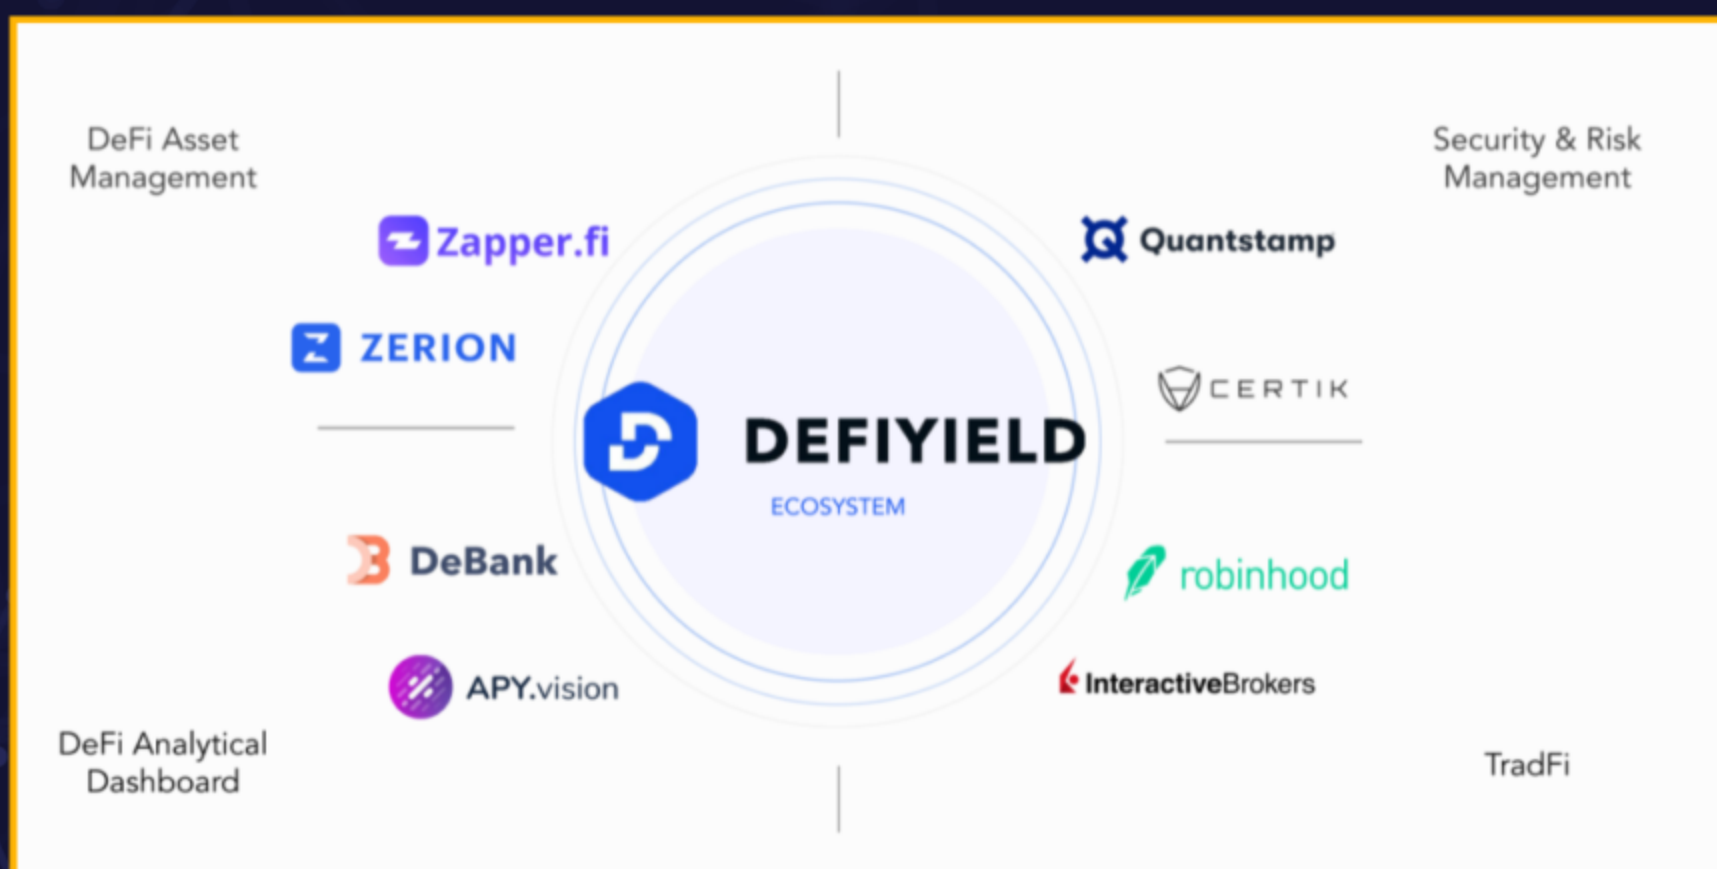 DeFi Asset
Management
Security & Risk
Management
Zapper.fi
Quantstamp
ZERION
CERTIK
DEFIYIELD
ECOSYSTEM
DeBank
robinhood
APY.vision
InteractiveBrokers
DeFi Analytical
Dashboard
TradFi